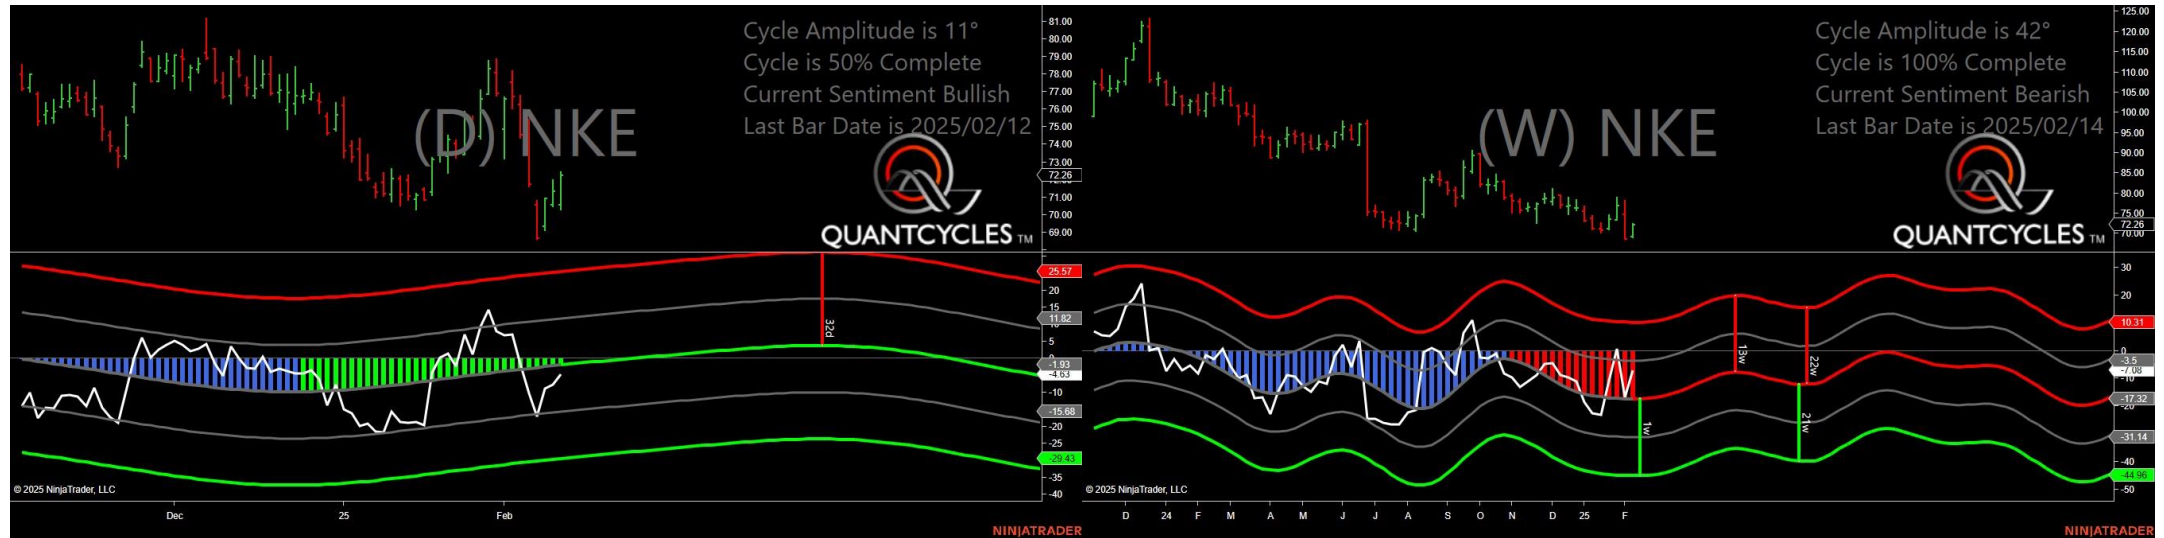 Cycle Amplitude is 11°
Cycle is 50% Complete
Current Sentiment Bullish
Last Bar Date is 2025/02/12
(D) NKE
QUANTCYCLES TM
81.00
80.00
79.00
78.00
77.00
76.00
75.00
74.00
73.00
72.26
71.00
70.00
69.00
25.57
20
15
11.82
5
0
-1.93
-4.63
-10
-15.68
-20
-25
-29.43
-35
-40
32d
© 2025 NinjaTrader, LLC
Dec
25
Feb
NINJATRADER
Cycle Amplitude is 42°
Cycle is 100% Complete
Current Sentiment Bearish
Last Bar Date is 2025/02/14
(W) NKE
QUANTCYCLES TM
125.00
120.00
115.00
110.00
105.00
100.00
95.00
90.00
85.00
80.00
75.00
72.26
70.00
30
20
10.31
0
-3.5
-7.08
-10
-17.32
-31.14
-40
-44.96
-50
13w
22w
1w
21w
© 2025 NinjaTrader, LLC
D 24 F M A M J J A S O N D 25 F
NINJATRADER